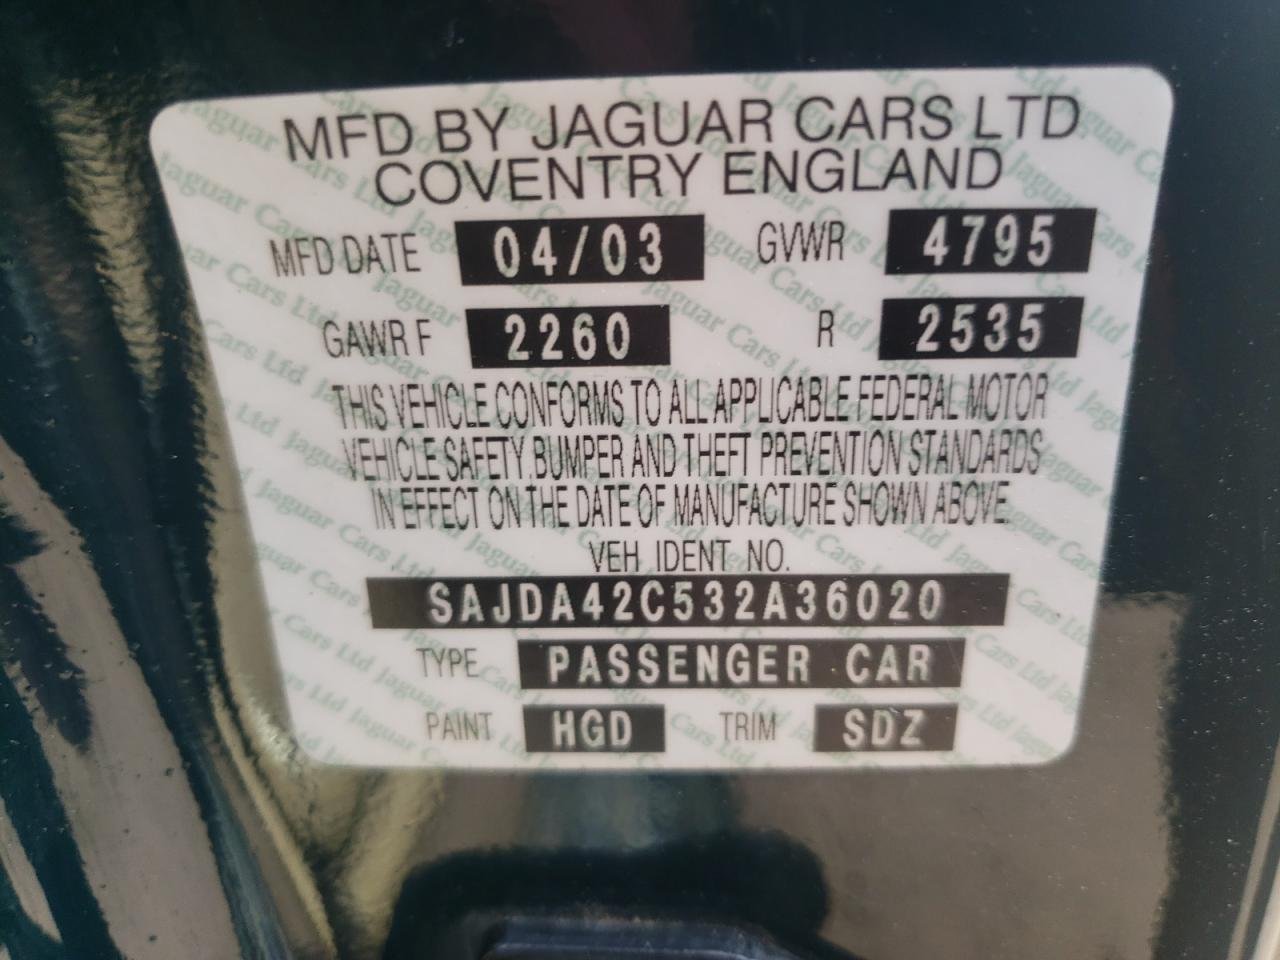 MFD BY JAGUAR CARS LTD
COVENTRY ENGLAND
MFD DATE 04/03 GVWR 4795
GAWR F 2260 R 2535
THIS VEHICLE CONFORMS TO ALL APPLICABLE FEDERAL MOTOR
VEHICLE SAFETY. BUMPER AND THEFT PREVENTION STANDARDS
IN EFFECT ON THE DATE OF MANUFACTURE SHOWN ABOVE.
VEH. IDENT. NO.
SAJDA42C532A36020
TYPE PASSENGER CAR
PAINT HGD TRIM SDZ